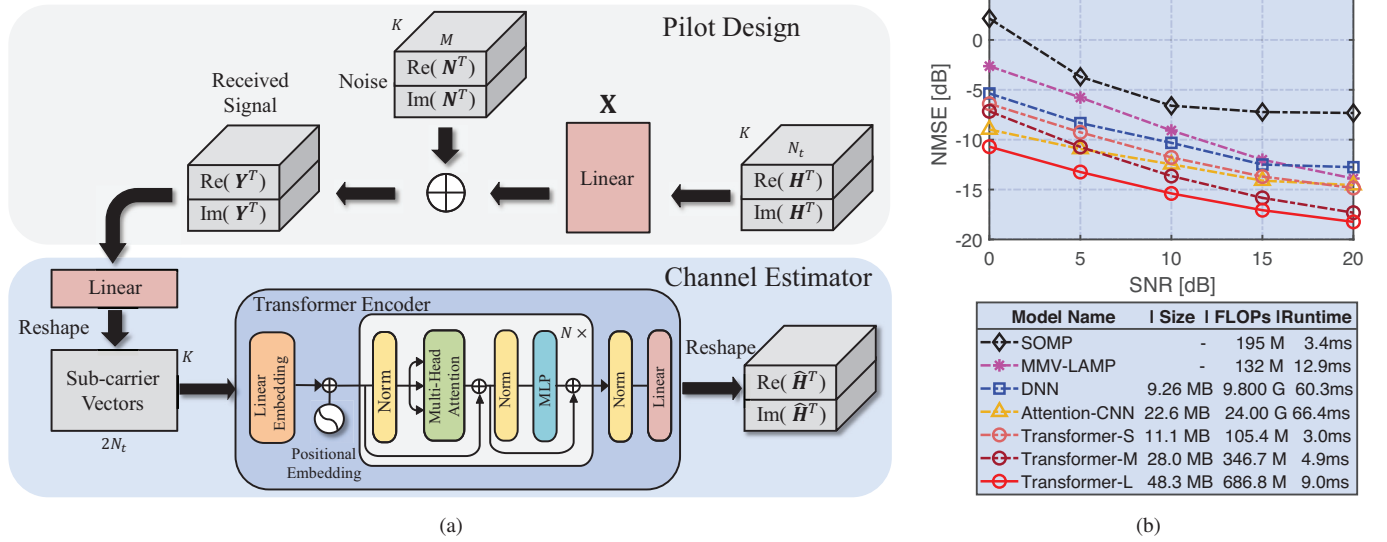 Pilot Design
K
M
Re( N^T )
Im( N^T )
Noise
Received
Signal
Re( Y^T )
Im( Y^T )
X
Linear
K
N_t
Re( H^T )
Im( H^T )
Channel Estimator
Linear
Reshape
K
Sub-carrier
Vectors
2N_t
Transformer Encoder
Linear
Embedding
Positional
Embedding
N ×
Norm
Multi-Head
Attention
Norm
MLP
Norm
Linear
Reshape
Re( Ĥ^T )
Im( Ĥ^T )
(a)
NMSE [dB]
0
-5
-10
-15
-20
0 5 10 15 20
SNR [dB]
Model Name | Size | FLOPs |Runtime
SOMP - 195 M 3.4ms
MMV-LAMP - 132 M 12.9ms
DNN 9.26 MB 9.800 G 60.3ms
Attention-CNN 22.6 MB 24.00 G 66.4ms
Transformer-S 11.1 MB 105.4 M 3.0ms
Transformer-M 28.0 MB 346.7 M 4.9ms
Transformer-L 48.3 MB 686.8 M 9.0ms
(b)